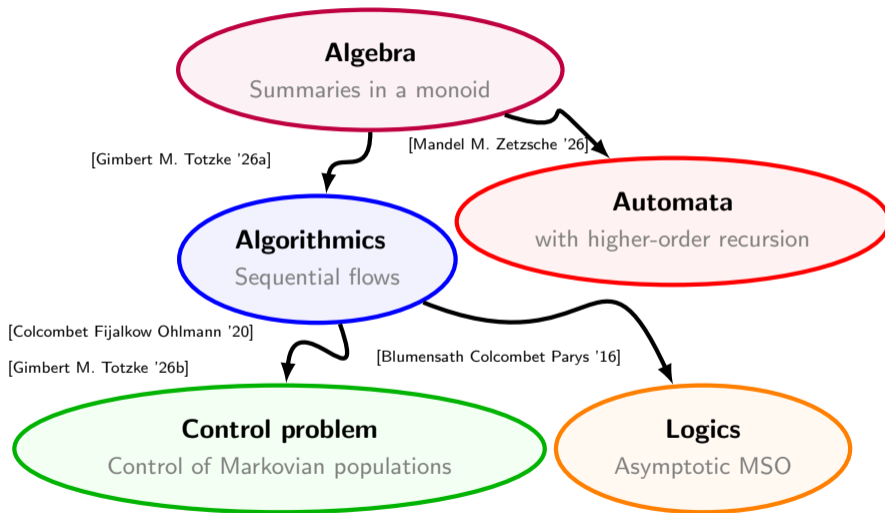 Algebra
Summaries in a monoid
[Mandel M. Zetzsche '26]
[Gimbert M. Totzke '26a]
Automata
with higher-order recursion
Algorithmics
Sequential flows
[Colcombet Fijalkow Ohlmann '20]
[Gimbert M. Totzke '26b]
[Blumensath Colcombet Parys '16]
Control problem
Control of Markovian populations
Logics
Asymptotic MSO